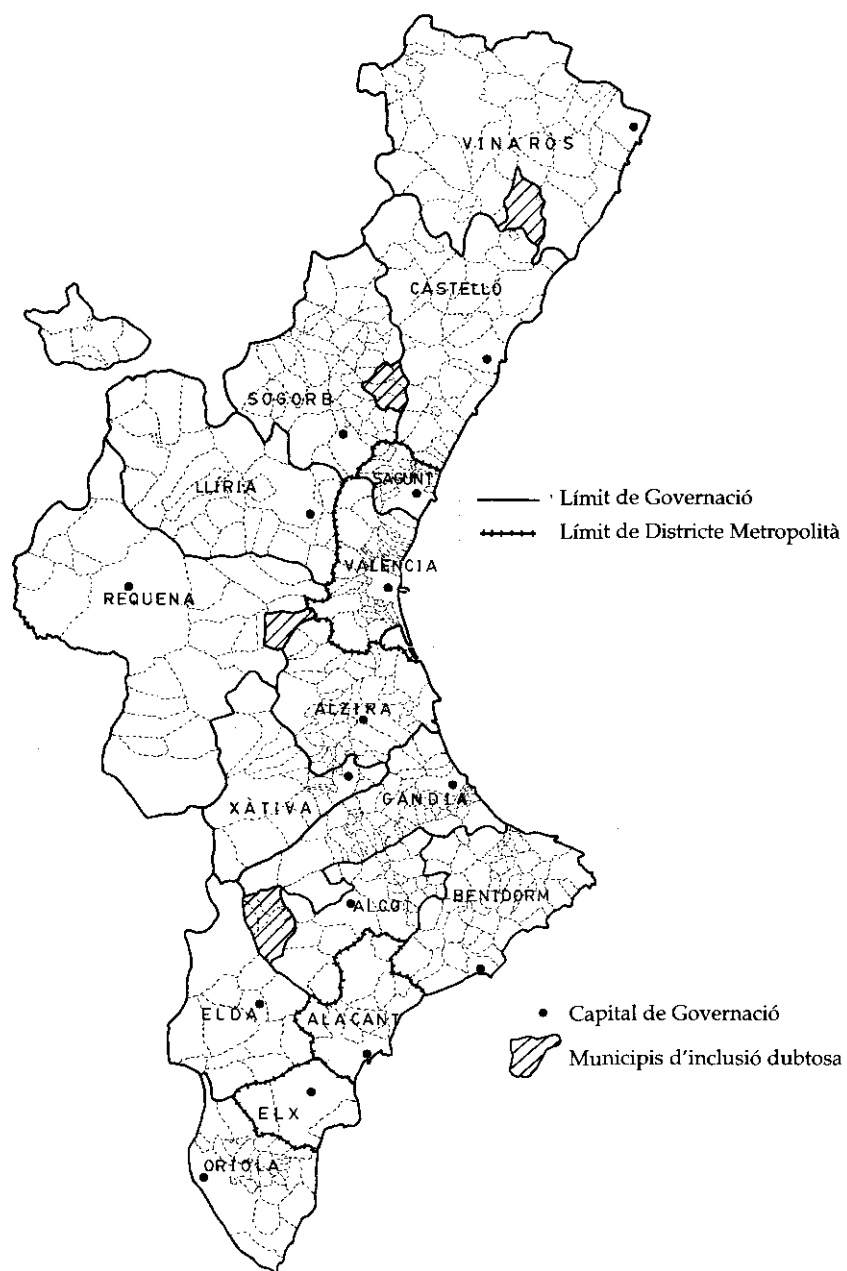 VINARÒS
CASTELLÓ
SOGORB
SAGUNT
LLÍRIA
Límit de Governació
Límit de Districte Metropolità
VALÈNCIA
REQUENA
ALZIRA
GANDIA
XÀTIVA
BENIDORM
ALCOI
ELDA
ALACANT
Capital de Governació
Municipis d'inclusió dubtosa
ELX
ORIOLA